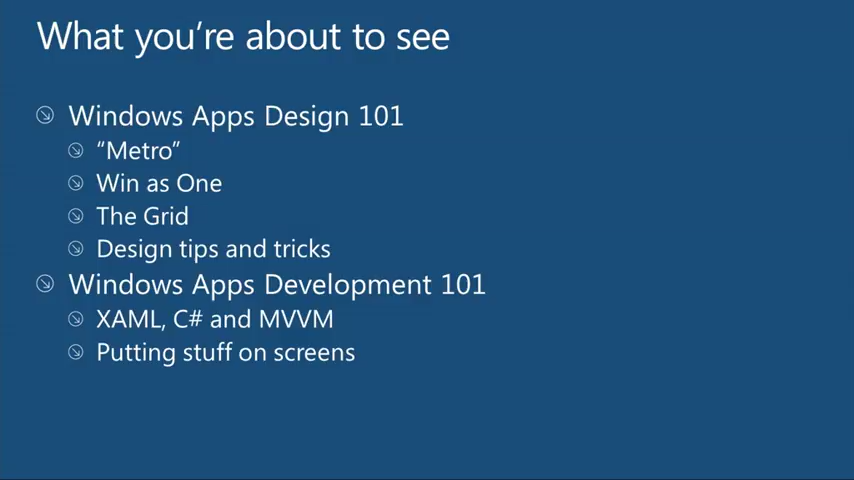 What you’re about to see
Windows Apps Design 101
“Metro”
Win as One
The Grid
Design tips and tricks
Windows Apps Development 101
XAML, C# and MVVM
Putting stuff on screens